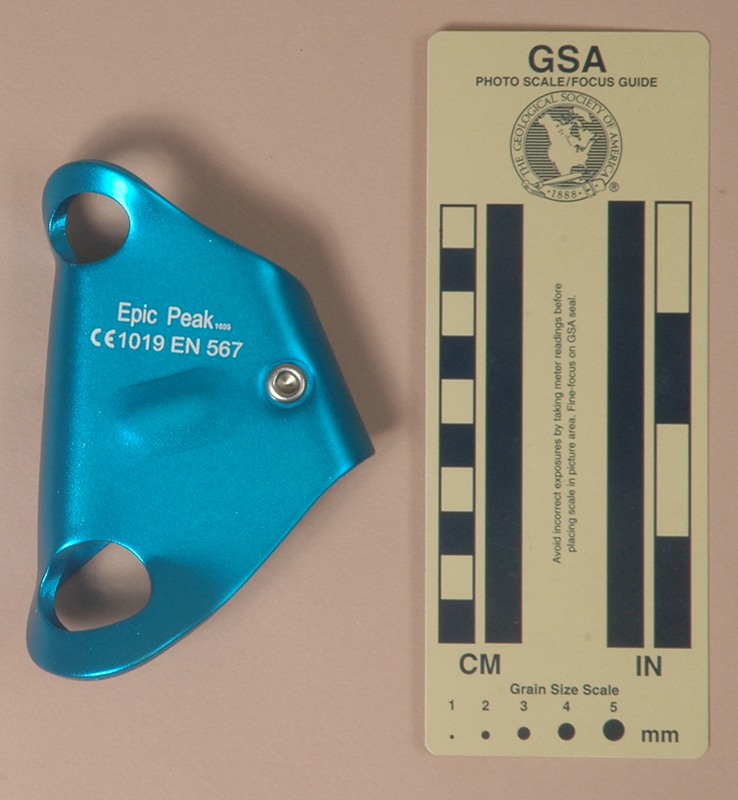 Epic Peak 1605
CE1019 EN 567
GSA
PHOTO SCALE/FOCUS GUIDE
THE GEOLOGICAL SOCIETY OF AMERICA
·1888·
®
Avoid incorrect exposures by taking meter readings before
placing scale in picture area. Fine-focus on GSA seal.
CM
IN
Grain Size Scale
1 2 3 4 5
mm